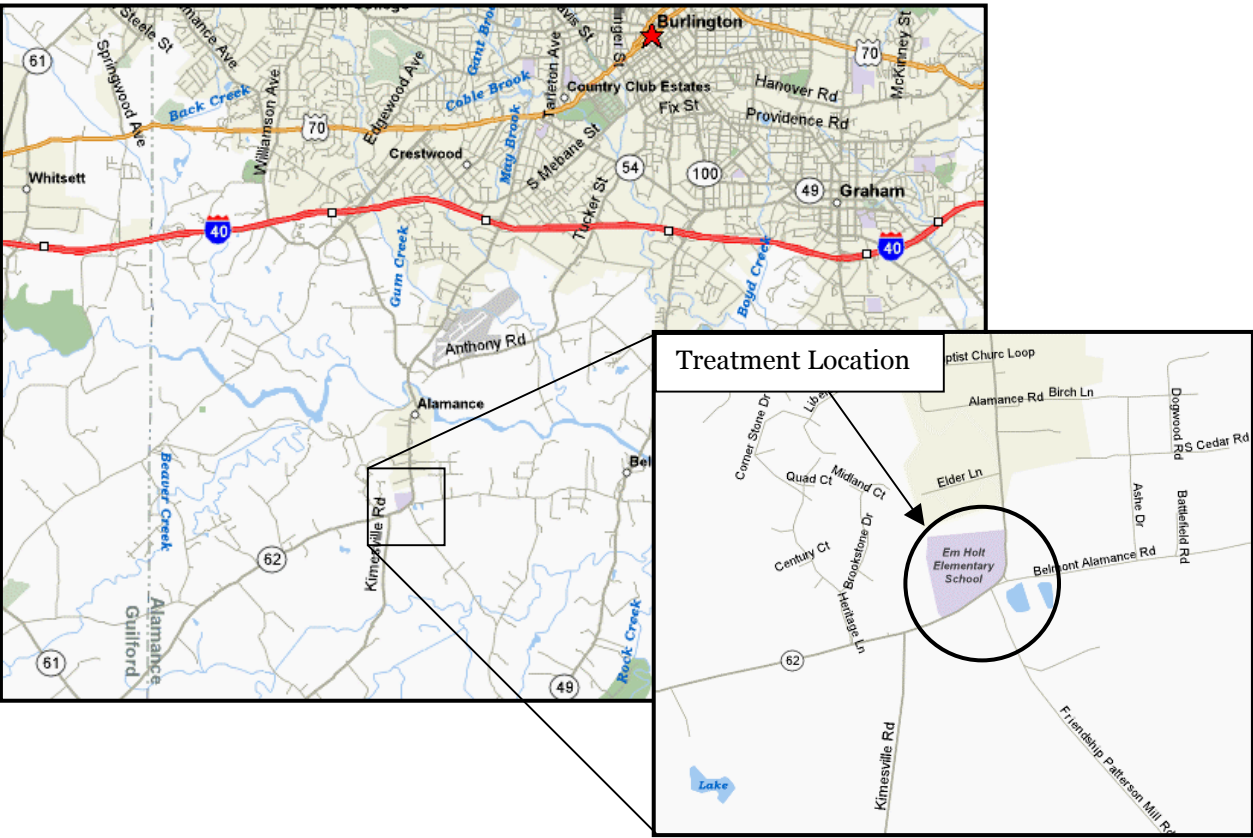 Burlington
61
Steele St
Springwood Ave
Back Creek
Williamson Ave
70
Edgewood Ave
Coble Brook
Tarleton Ave
Country Club Estates
Fix St
Hanover Rd
Providence Rd
70
McKinney St
Crestwood
May Brook
S Mebane St
54
100
49
Graham
Whitsett
40
Tucker St
40
Gum Creek
Boyd Creek
Anthony Rd
Alamance
Beaver Creek
Kimesville Rd
62
Alamance
Guilford
61
Rock Creek
49
Treatment Location
Churc Loop
Alamance Rd
Birch Ln
Dogwood Rd
S Cedar Rd
Corner Stone Dr
Elder Ln
Quad Ct
Midland Ct
Ashe Dr
Battlefield Rd
Century Ct
Brookstone Dr
Em Holt
Elementary
School
Belmont Alamance Rd
Heritage Ln
62
Kimesville Rd
Friendship Patterson Mill Rd
Lake